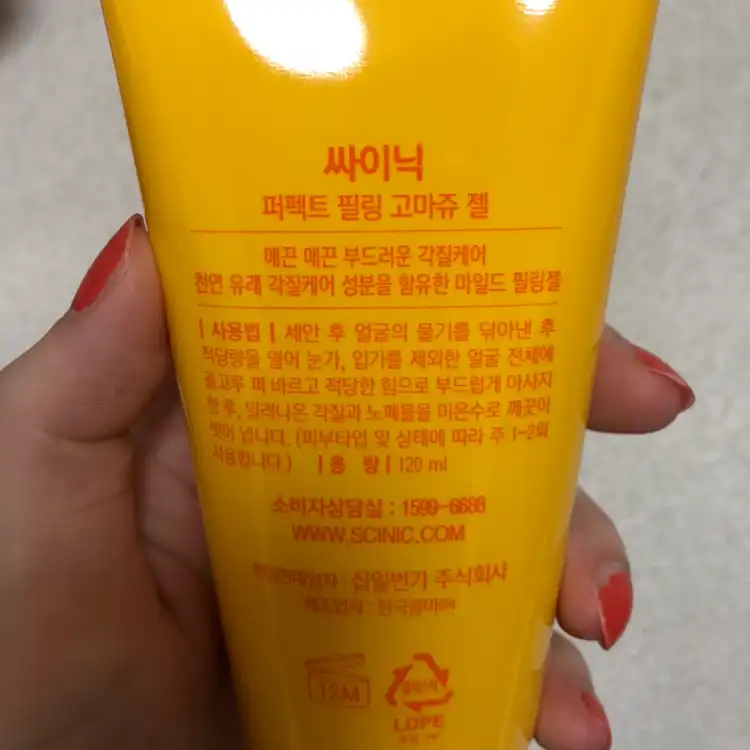 싸이닉
퍼펙트 필링 고마쥬 젤
매끈 매끈 부드러운 각질케어
천연 유래 각질케어 성분을 함유한 마일드 필링젤
| 사용법 | 세안 후 얼굴의 물기를 닦아낸 후
적당량을 덜어 눈가, 입가를 제외한 얼굴 전체에
골고루 펴 바르고 적당한 힘으로 부드럽게 마사지
한 후, 밀려나온 각질과 노폐물을 미온수로 깨끗이
씻어 냅니다. (피부타입 및 상태에 따라 주 1-2회
사용합니다.) | 용 량 | 120 ml
소비자상담실 : 1599-6688
WWW.SCINIC.COM
십일번가 주식회사
제조업자 : 한국콜마㈜
12M
LDPE